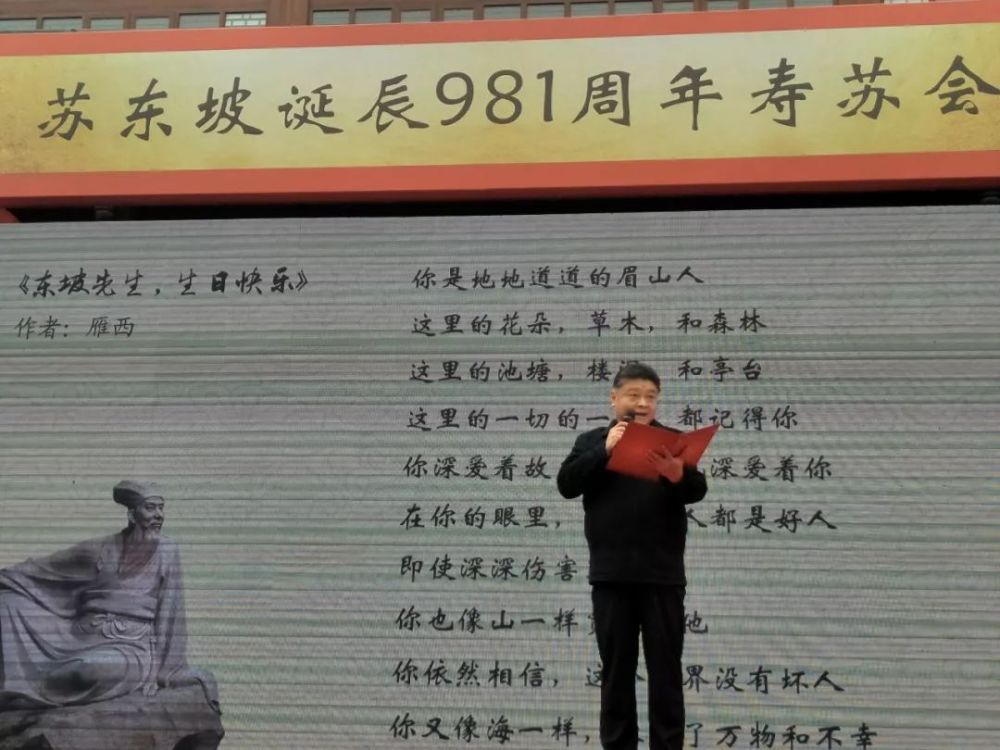 苏东坡诞辰981周年寿苏会
《东坡先生，生日快乐》
作者：雁西
你是地地道道的眉山人
这里的花朵，草木，和森林
这里的池塘，楼 和亭台
这里的一切的一 都记得你
你深爱着故 深爱着你
在你的眼里， 人都是好人
即使深深伤害
你也像山一样 他
你依然相信，这 界没有坏人
你又像海一样， 了万物和不幸